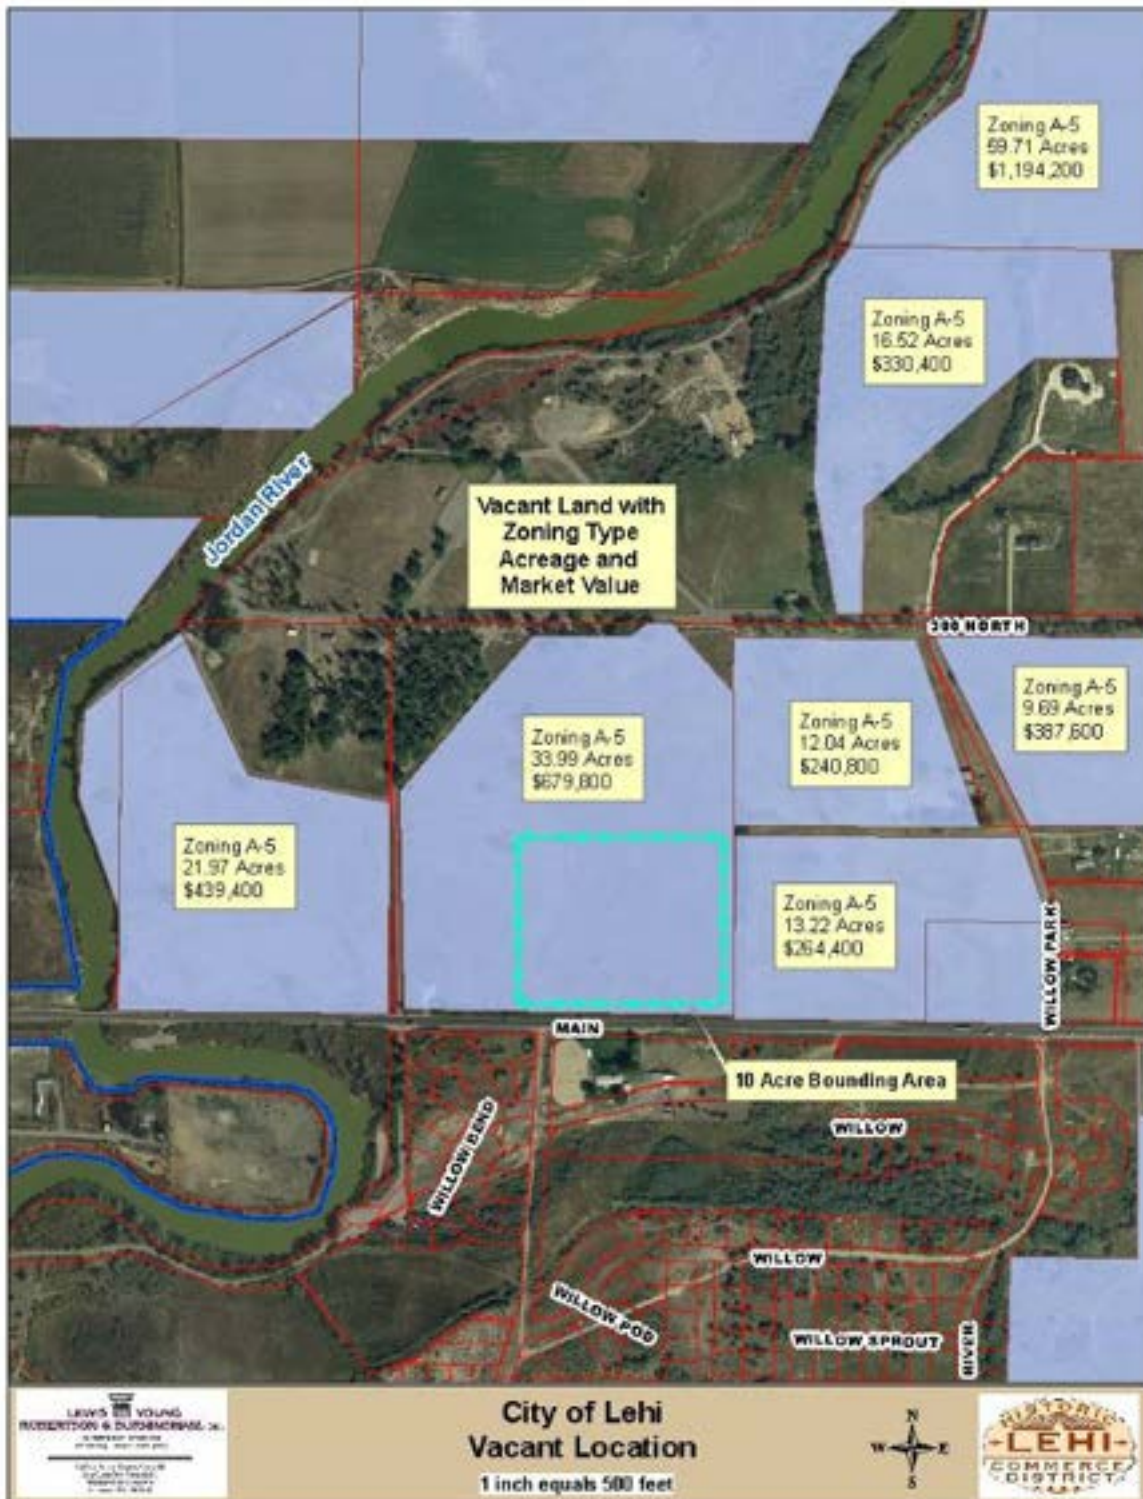 Zoning A-5
59.71 Acres
$1,194,200
Zoning A-5
16.52 Acres
$330,400
Jordan River
Vacant Land with
Zoning Type
Acreage and
Market Value
300 NORTH
Zoning A-5
9.69 Acres
$387,600
Zoning A-5
33.99 Acres
$679,800
Zoning A-5
12.04 Acres
$240,800
Zoning A-5
21.97 Acres
$439,400
Zoning A-5
13.22 Acres
$264,400
WILLOW PARK
MAIN
10 Acre Bounding Area
WILLOW BEND
WILLOW
WILLOW
WILLOW POD
WILLOW SPROUT
RIVER
LEWIS YOUNG
ROBERTSON & BURNINGHAM, INC.
City of Lehi
Vacant Location
1 inch equals 500 feet
N
W E
S
HISTORIC
LEHI
COMMERCE
DISTRICT